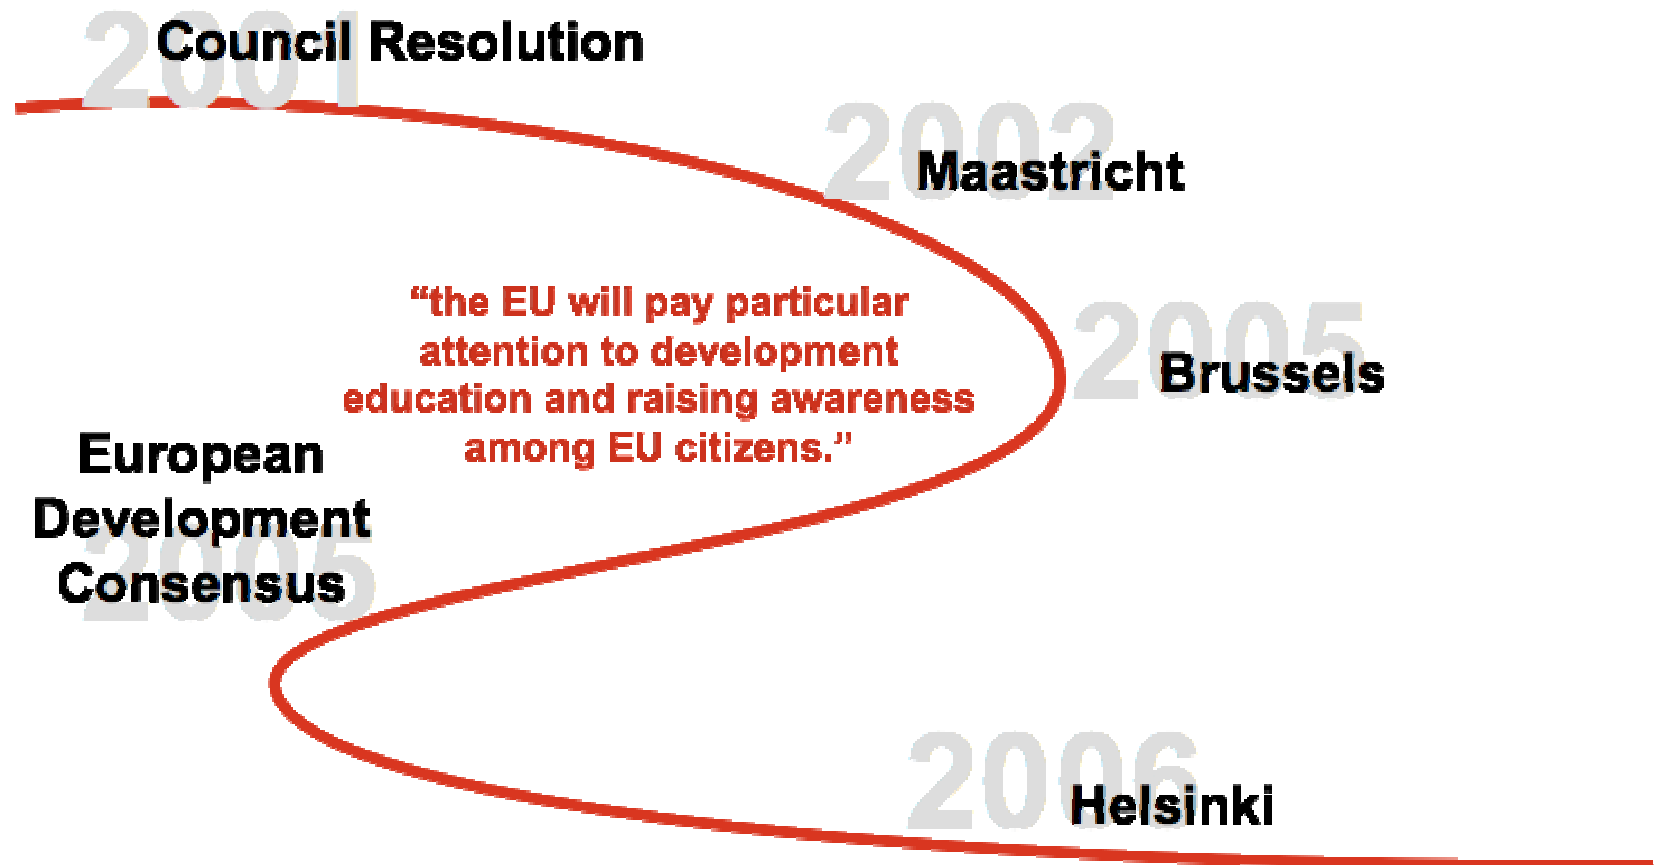 2001
Council Resolution
2002
Maastricht
2005
Brussels
“the EU will pay particular
attention to development
education and raising awareness
among EU citizens.”
European
Development
Consensus
2005
2006
Helsinki